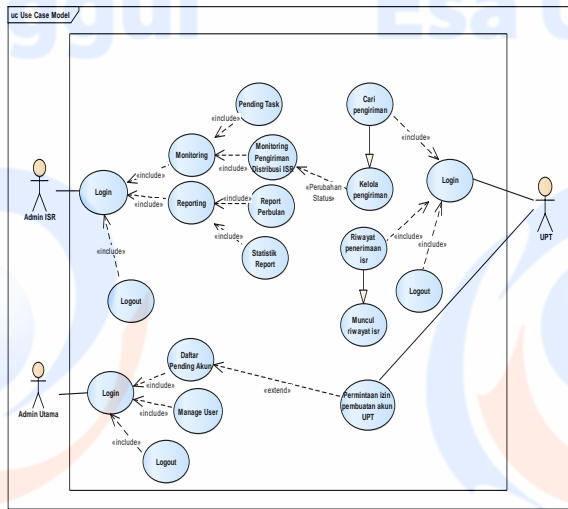 nggul
Esa U
uc Use Case Model
Pending Task
Cari
pengiriman
«include»
«include»
Monitoring
Monitoring
Pengiriman
Distribusi ISR
«include»
«include»
«Perubahan
Status»
Kelola
pengiriman
Login
Login
Admin ISR
«include»
Reporting
«include»
Report
Perbulan
UPT
Riwayat
penerimaan
isr
«include»
«include»
Statistik
Report
«include»
«include»
Logout
Logout
Muncul
riwayat isr
Daftar
Pending Akun
«include»
Login
Admin Utama
«extend»
Permintaan izin
pembuatan akun
UPT
«include»
Manage User
«include»
Logout